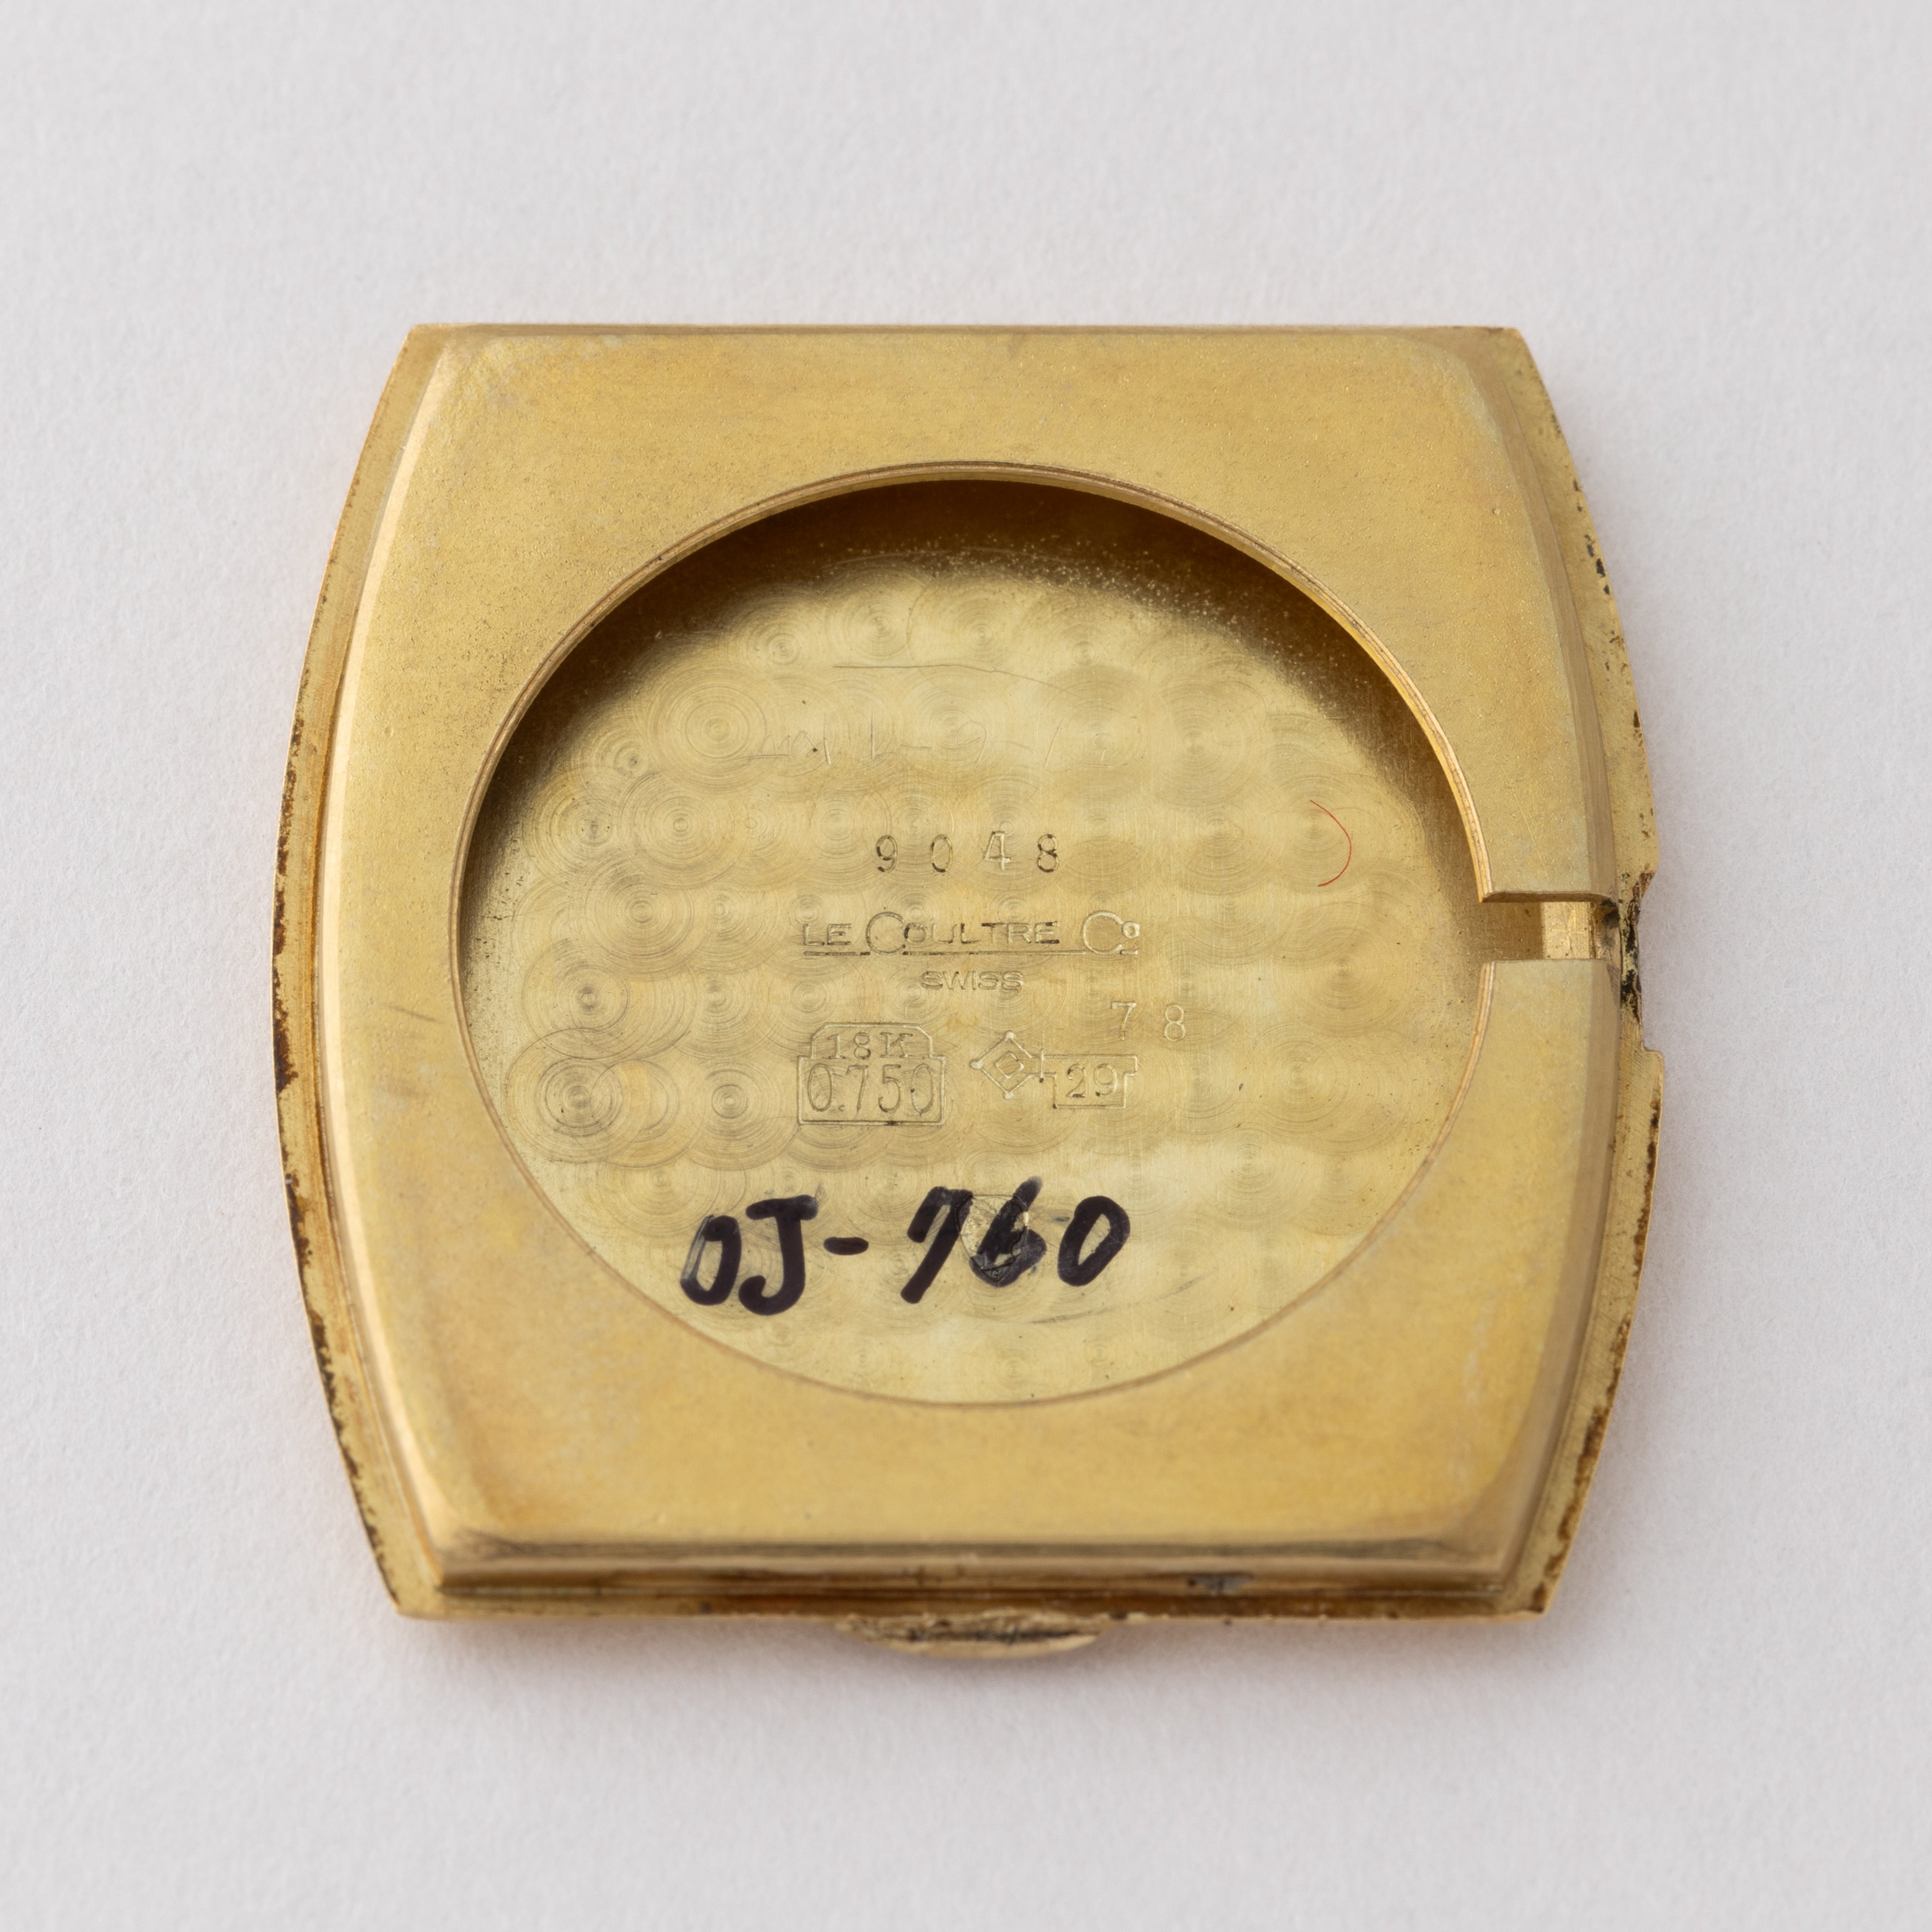 9048
LE COULTRE Co
SWISS
78
18K
0.750
29
OJ-760